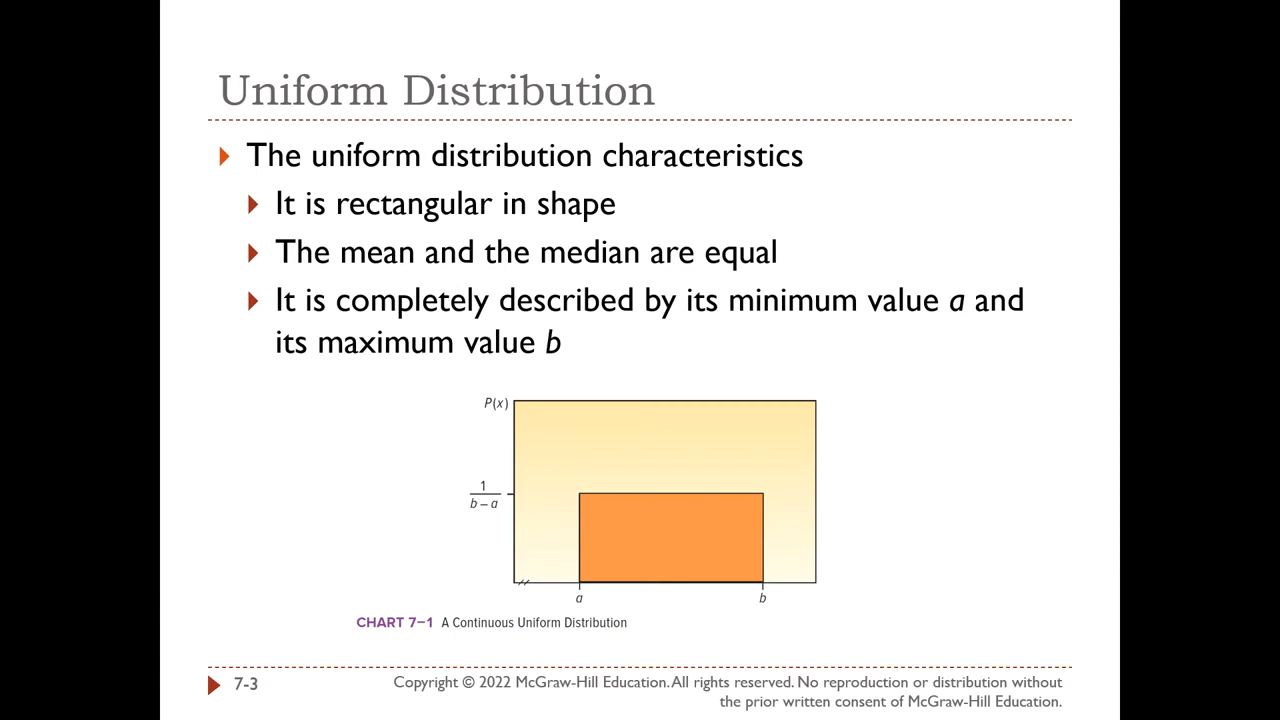 Uniform Distribution
The uniform distribution characteristics
It is rectangular in shape
The mean and the median are equal
It is completely described by its minimum value a and
its maximum value b
P(x)
1
b – a
a
b
CHART 7–1 A Continuous Uniform Distribution
7-3
Copyright © 2022 McGraw-Hill Education. All rights reserved. No reproduction or distribution without
the prior written consent of McGraw-Hill Education.